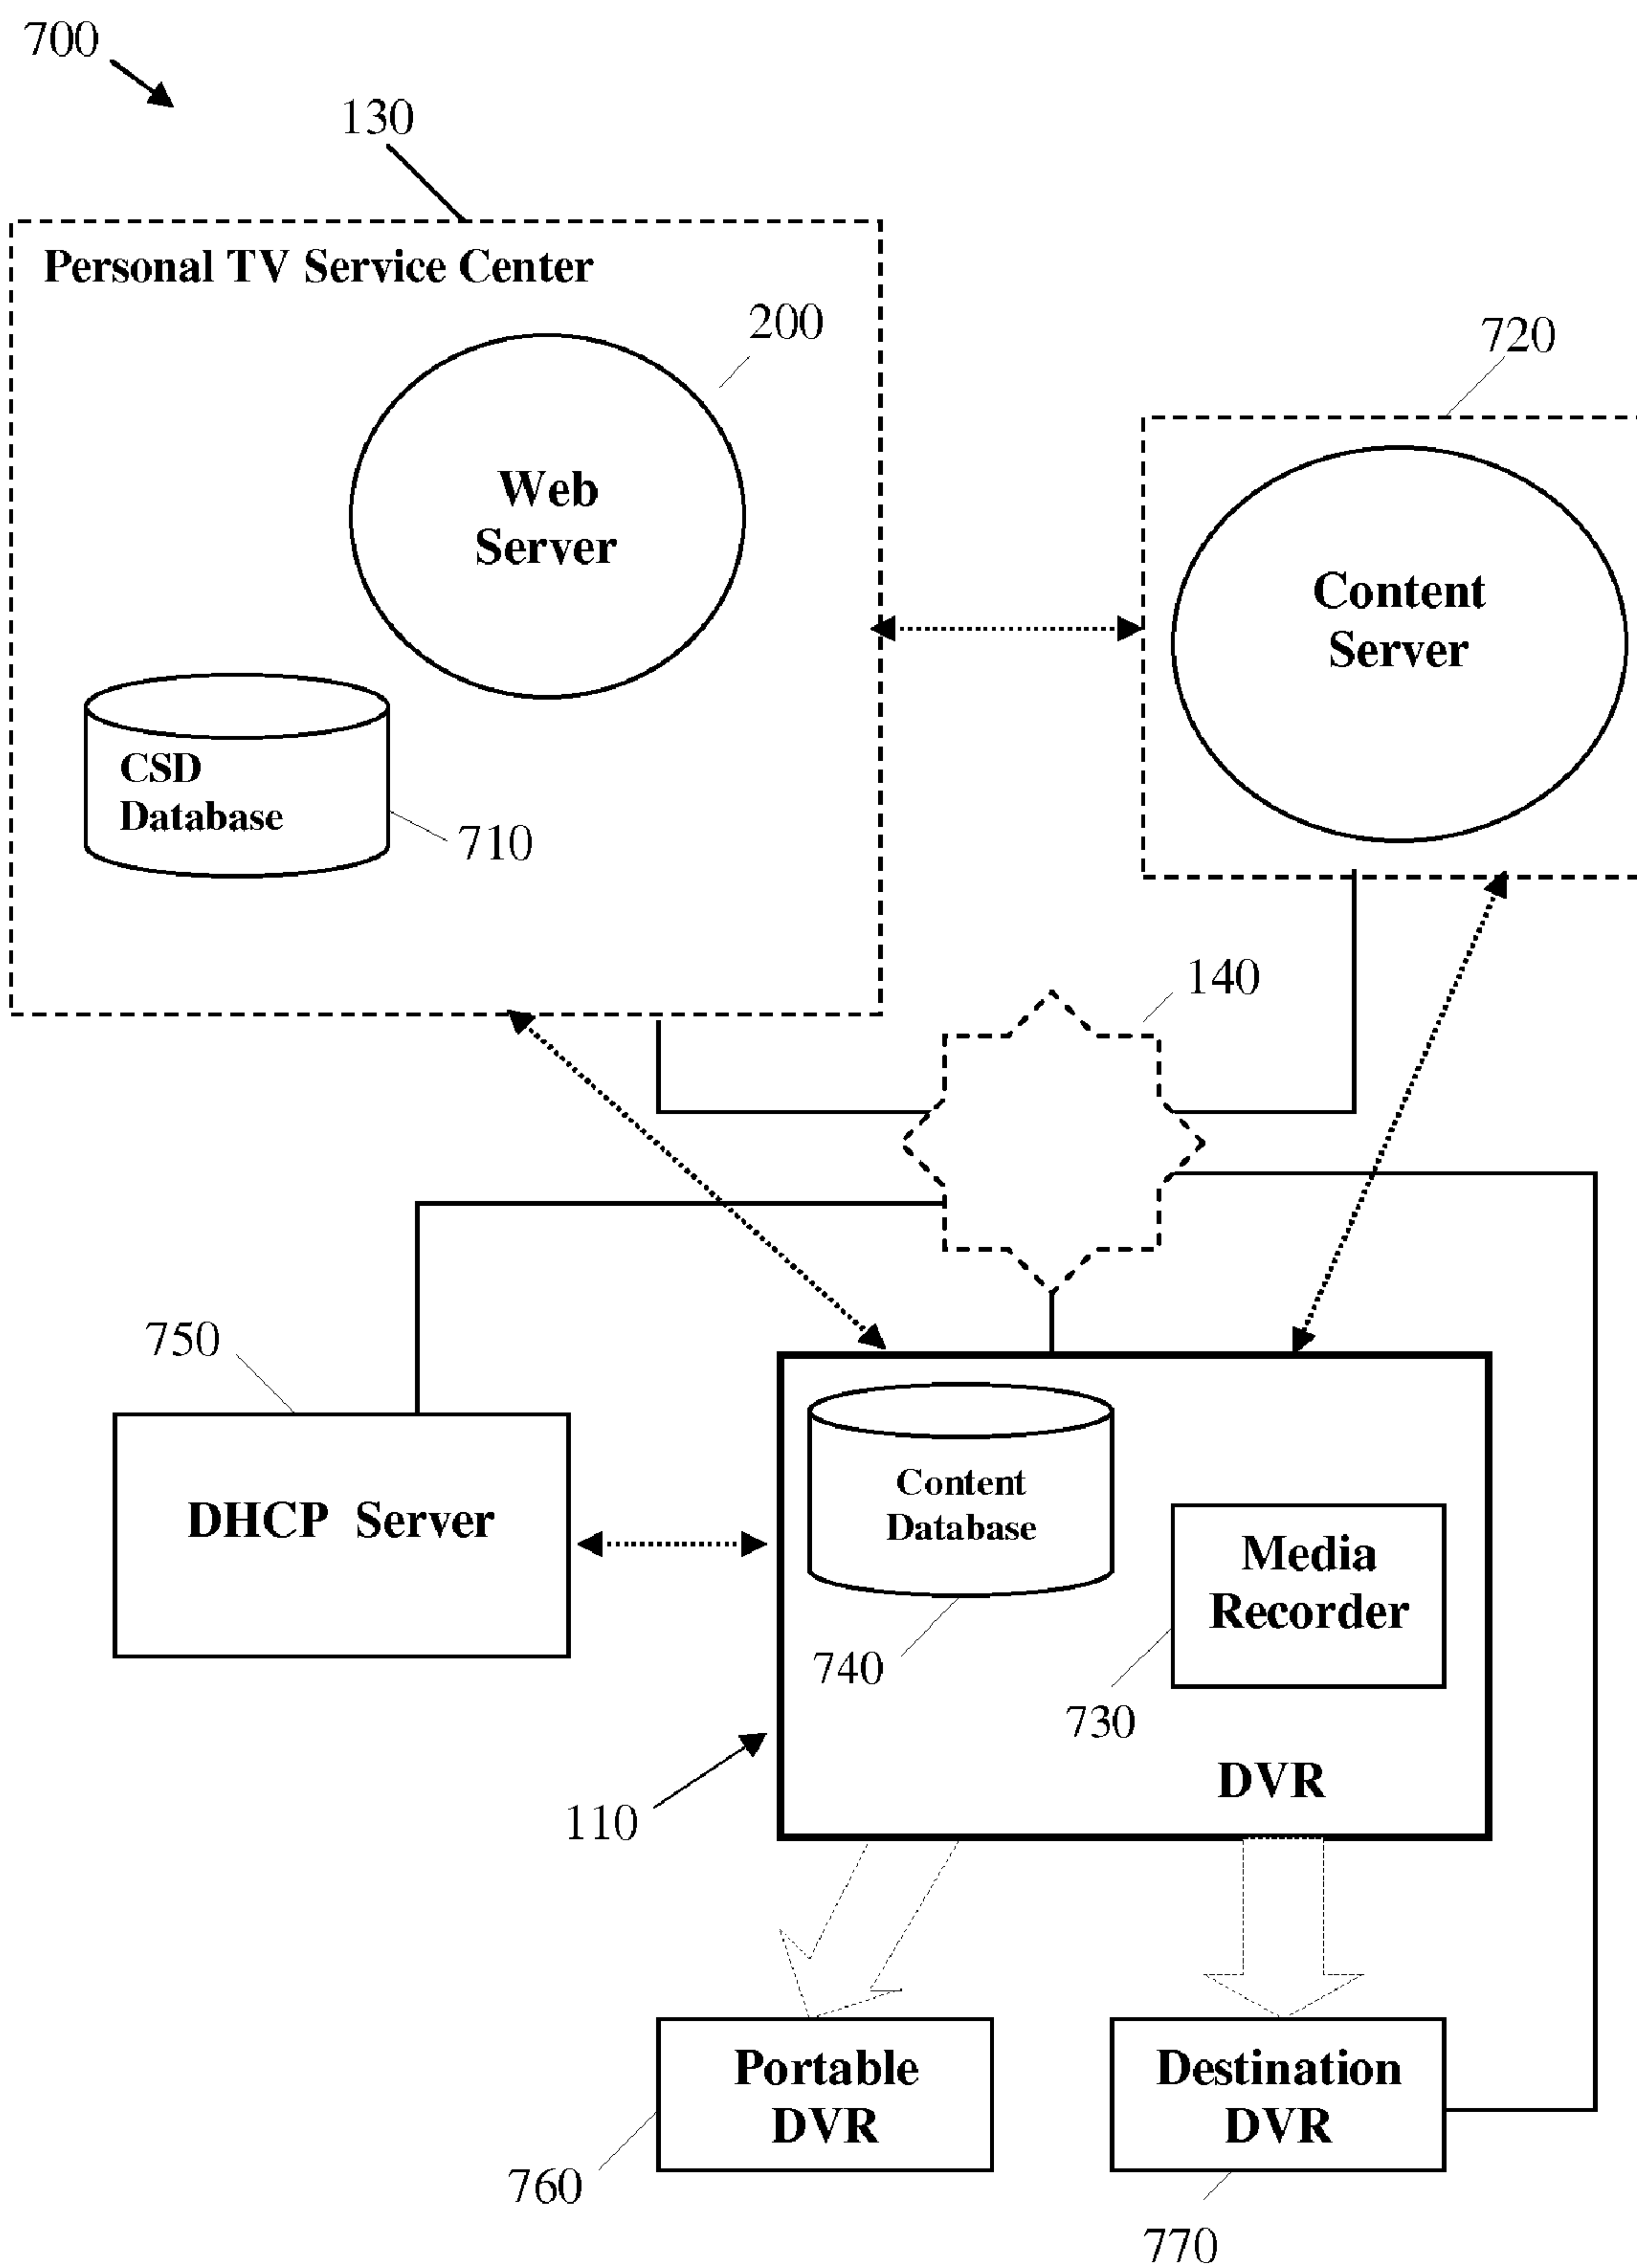 700
130
Personal TV Service Center
200
Web
Server
720
Content
Server
CSD
Database
710
140
750
DHCP Server
Content
Database
Media
Recorder
740
730
DVR
110
Portable
DVR
Destination
DVR
760
770